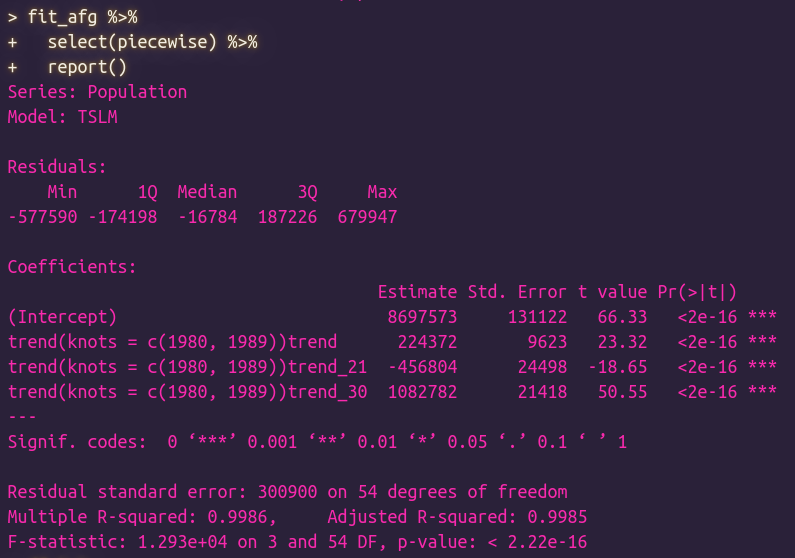 > fit_afg %>%
+   select(piecewise) %>%
+   report()
Series: Population
Model: TSLM
Residuals:
    Min      1Q  Median      3Q     Max
-577590 -174198  -16784  187226  679947
Coefficients:
                                     Estimate Std. Error t value Pr(>|t|)
(Intercept)                           8697573     131122   66.33   <2e-16 ***
trend(knots = c(1980, 1989))trend      224372       9623   23.32   <2e-16 ***
trend(knots = c(1980, 1989))trend_21  -456804      24498  -18.65   <2e-16 ***
trend(knots = c(1980, 1989))trend_30  1082782      21418   50.55   <2e-16 ***
---
Signif. codes:  0 ‘***’ 0.001 ‘**’ 0.01 ‘*’ 0.05 ‘.’ 0.1 ‘ ’ 1
Residual standard error: 300900 on 54 degrees of freedom
Multiple R-squared: 0.9986,     Adjusted R-squared: 0.9985
F-statistic: 1.293e+04 on 3 and 54 DF, p-value: < 2.22e-16